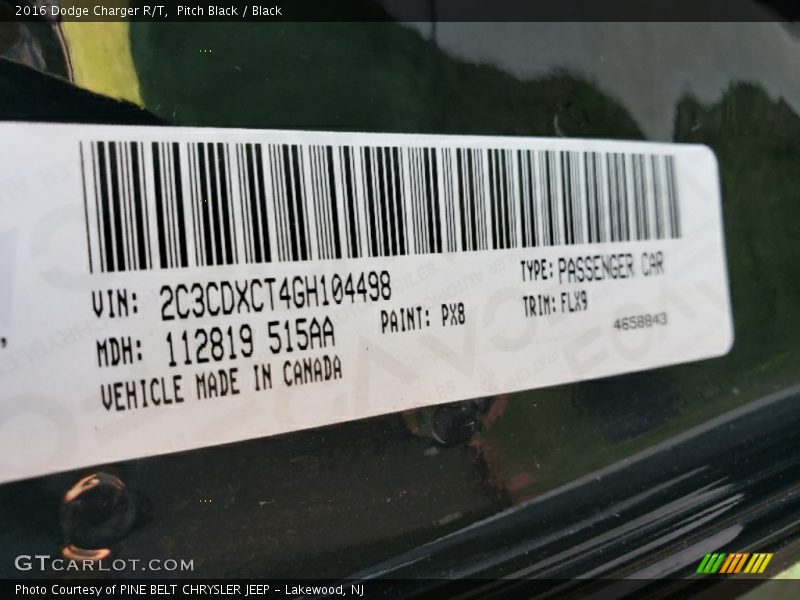 2016 Dodge Charger R/T, Pitch Black / Black
VIN: 2C3CDXCT4GH104498
TYPE: PASSENGER CAR
MDH: 112819 515AA
PAINT: PX8
TRIM: FLX9
4658843
VEHICLE MADE IN CANADA
GTCARLOT.COM
Photo Courtesy of PINE BELT CHRYSLER JEEP - Lakewood, NJ